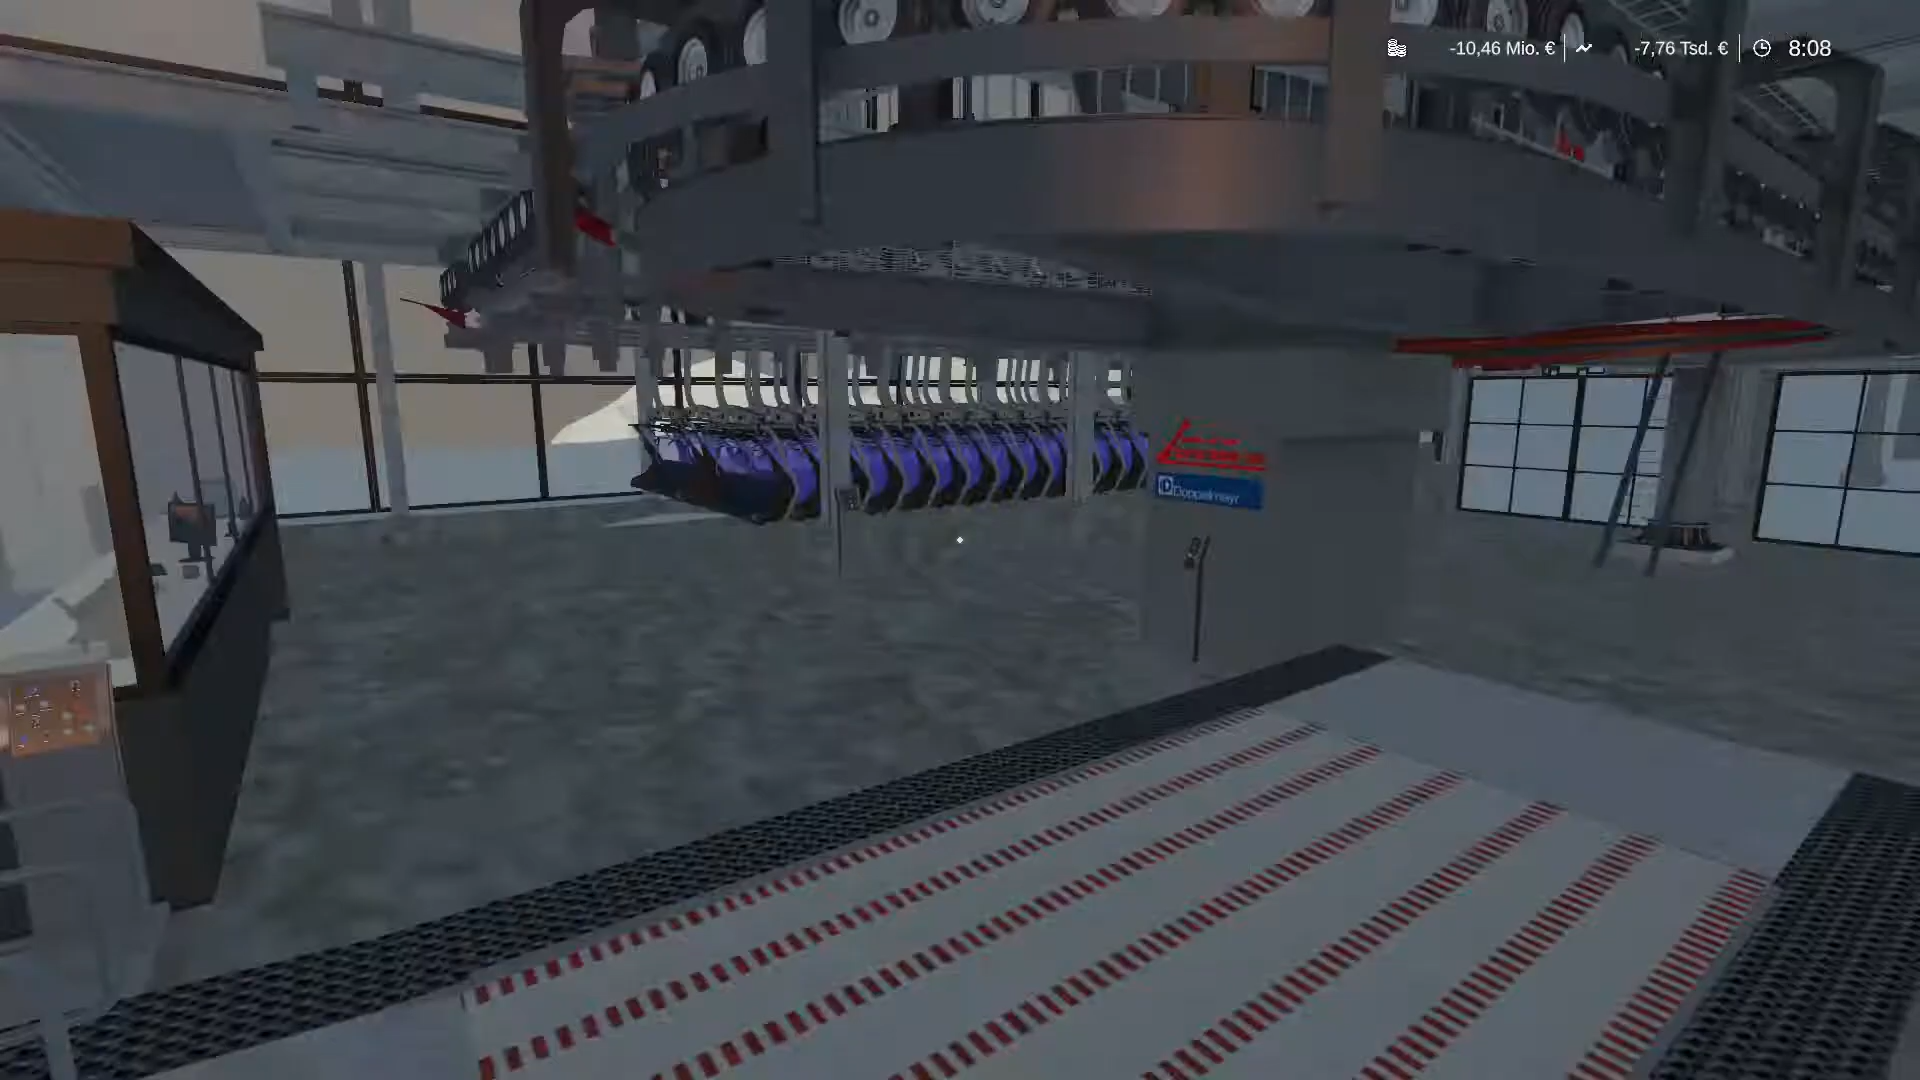 -10,46 Mio. €
-7,76 Tsd. €
8:08
Doppelmayr